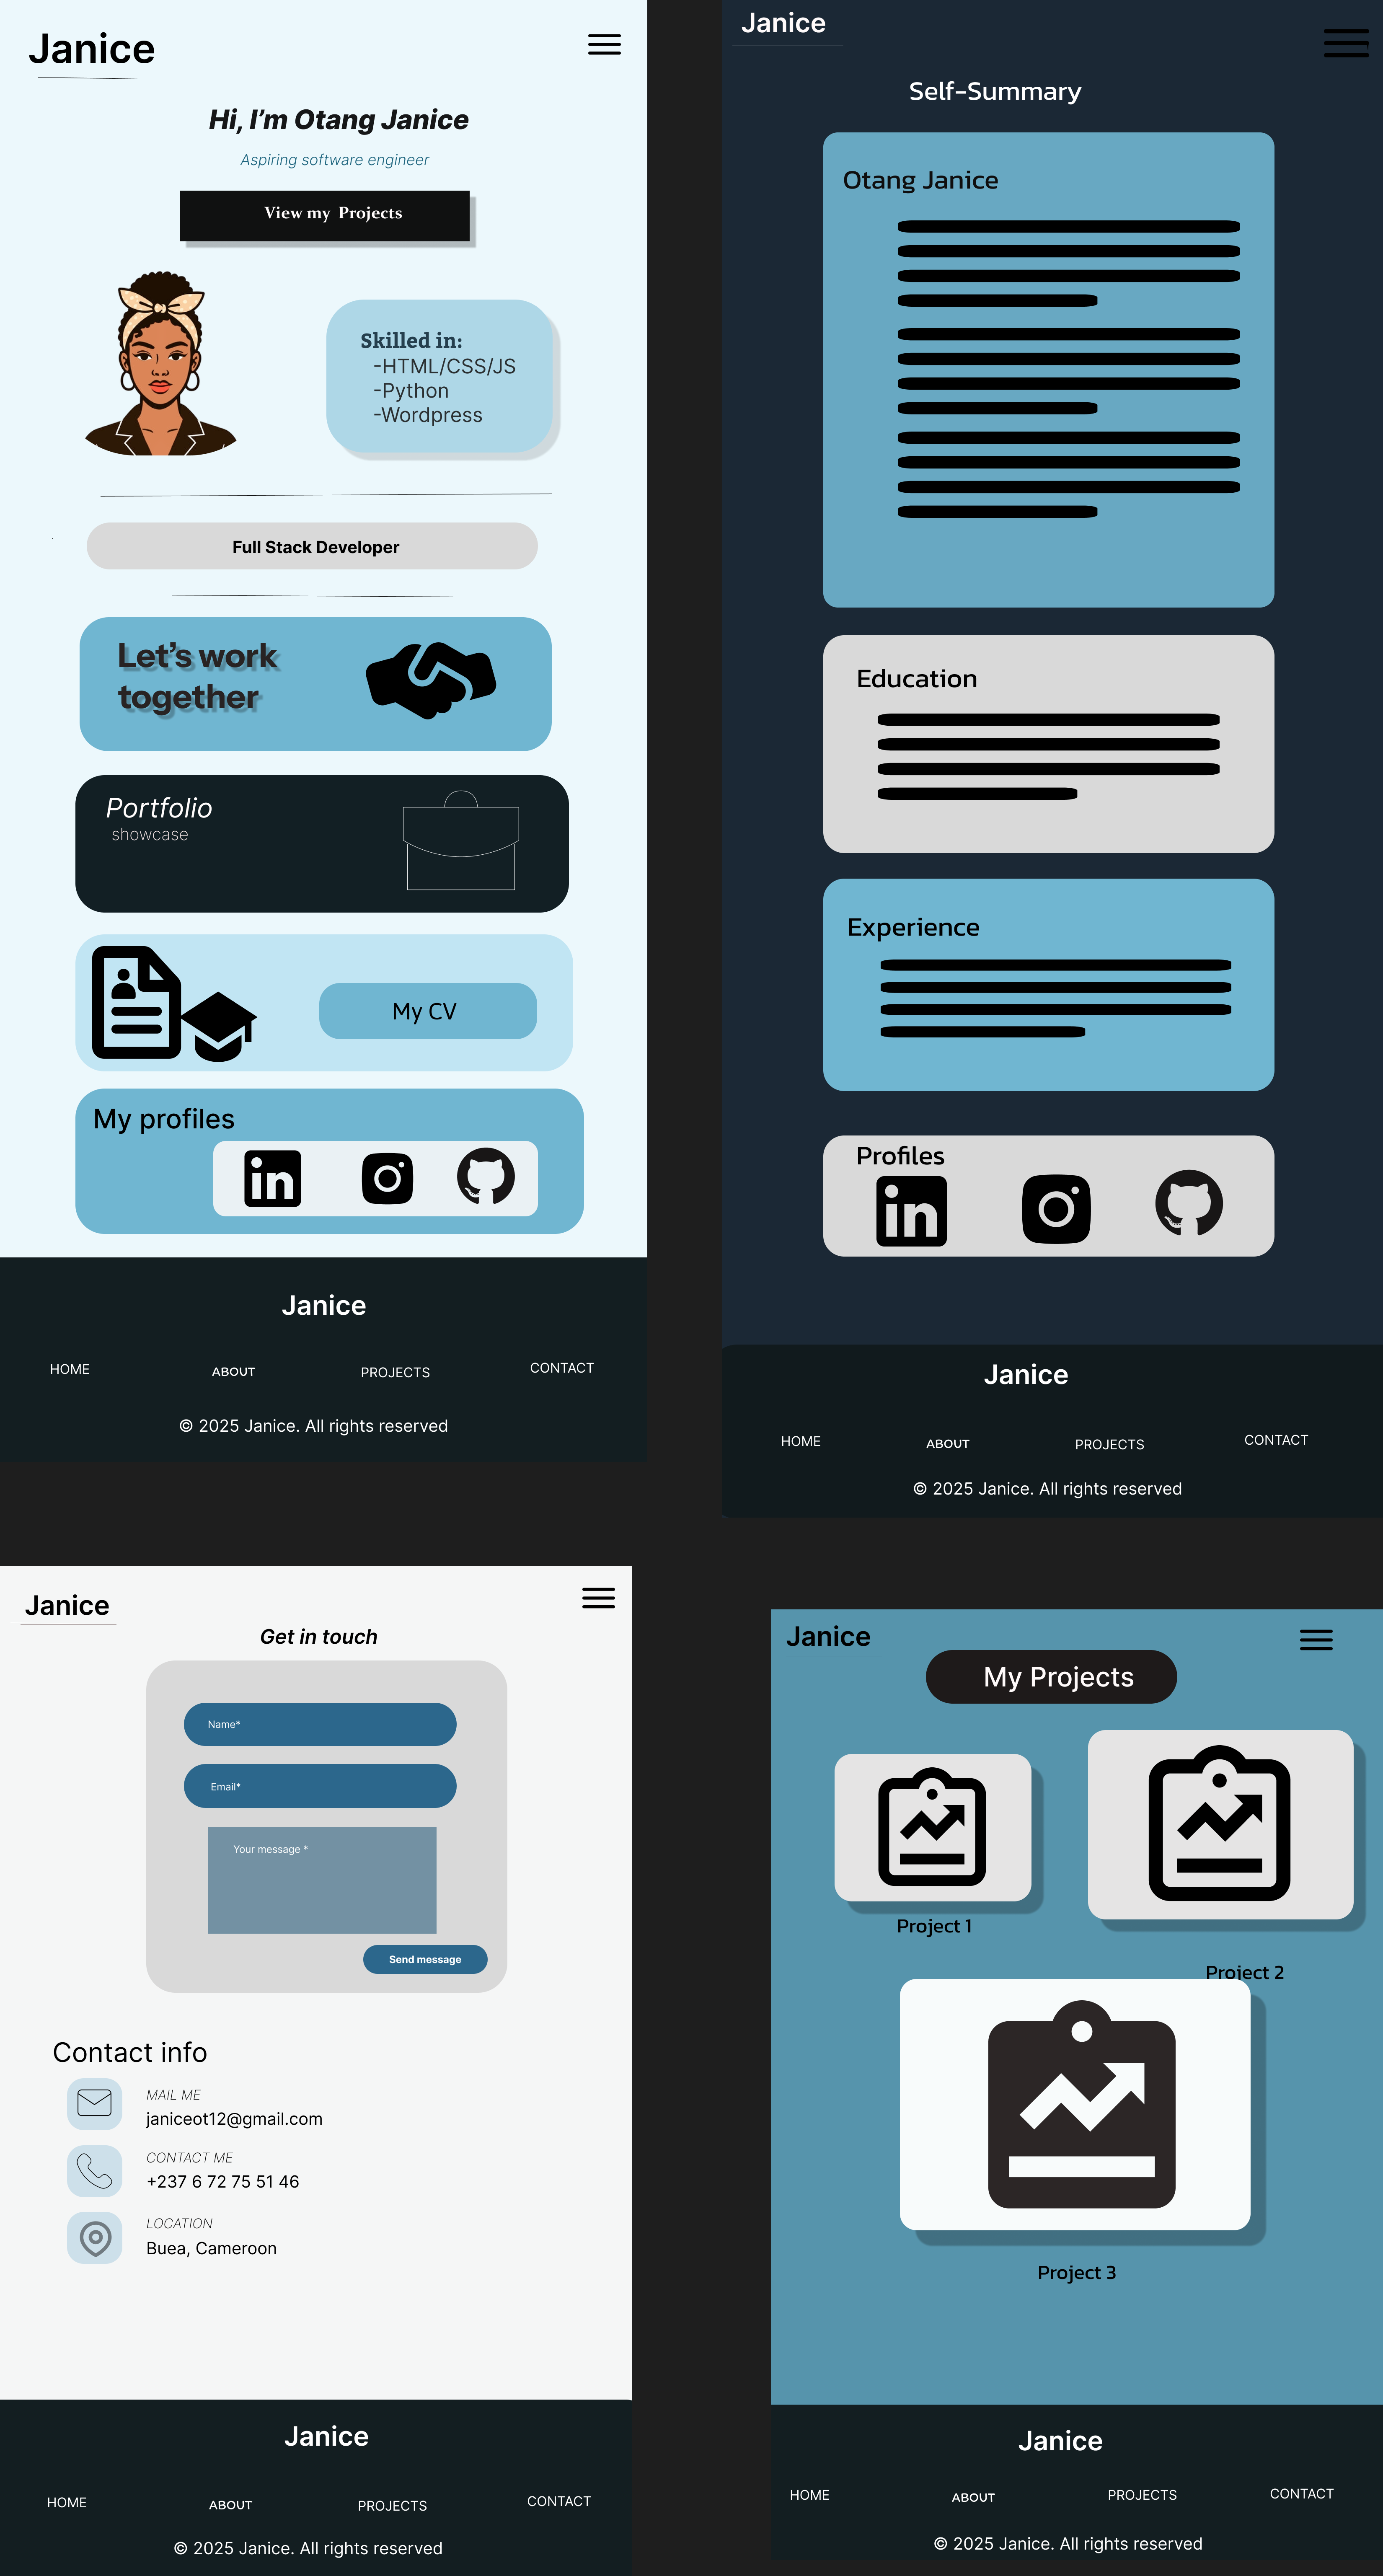 Janice
Hi, I’m Otang Janice
Aspiring software engineer
View my Projects
Skilled in:
-HTML/CSS/JS
-Python
-Wordpress
Full Stack Developer
Let’s work
together
Portfolio
showcase
My CV
My profiles
in
Janice
HOME
ABOUT
PROJECTS
CONTACT
© 2025 Janice. All rights reserved
Janice
Self-Summary
Otang Janice
Education
Experience
Profiles
in
Janice
HOME
ABOUT
PROJECTS
CONTACT
© 2025 Janice. All rights reserved
Janice
Get in touch
Name*
Email*
Your message *
Send message
Contact info
MAIL ME
janiceot12@gmail.com
CONTACT ME
+237 6 72 75 51 46
LOCATION
Buea, Cameroon
Janice
HOME
ABOUT
PROJECTS
CONTACT
© 2025 Janice. All rights reserved
Janice
My Projects
Project 1
Project 2
Project 3
Janice
HOME
ABOUT
PROJECTS
CONTACT
© 2025 Janice. All rights reserved